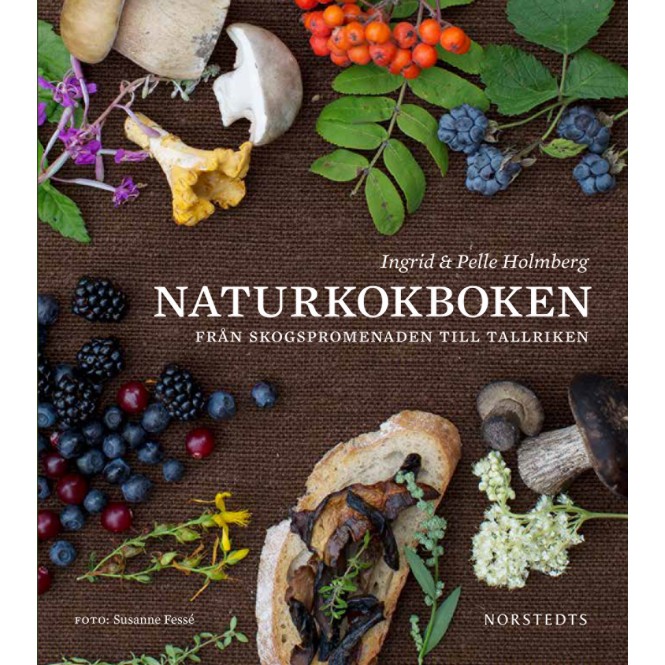 Ingrid & Pelle Holmberg
NATURKOKBOKEN
FRÅN SKOGSPROMENADEN TILL TALLRIKEN
FOTO: Susanne Fessé
NORSTEDTS